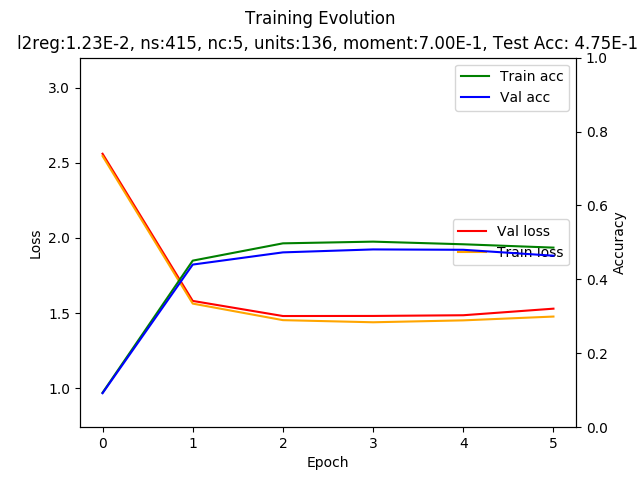 Training Evolution
l2reg:1.23E-2, ns:415, nc:5, units:136, moment:7.00E-1, Test Acc: 4.75E-1
Train acc
Val acc
Val loss
Train loss
Loss
3.0
2.5
2.0
1.5
1.0
Accuracy
1.0
0.8
0.6
0.4
0.2
0.0
0 1 2 3 4 5
Epoch